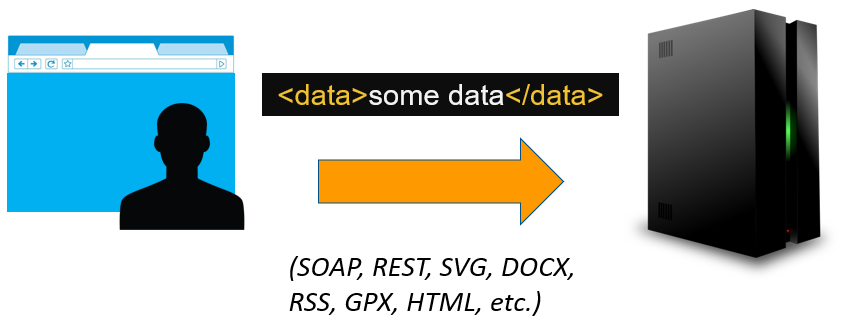 <data>some data</data>
(SOAP, REST, SVG, DOCX,
RSS, GPX, HTML, etc.)